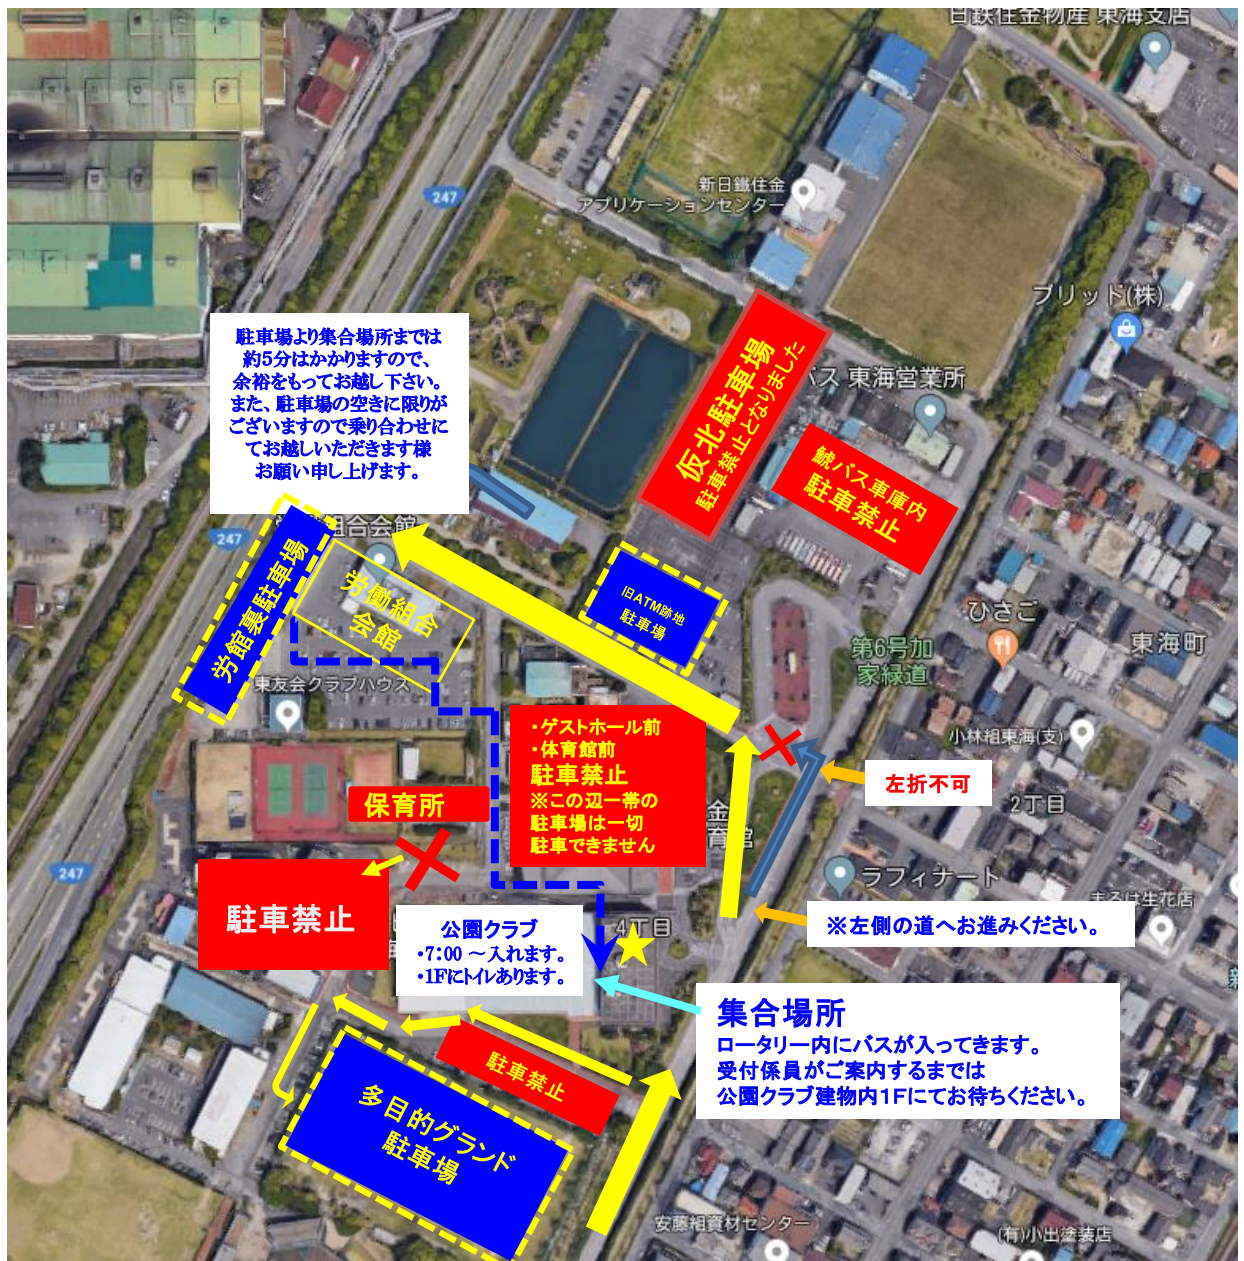 日鉄住金物産 東海支店
247
新日鐵住金
アプリケーションセンター
ブリッド(株)
駐車場より集合場所までは
約5分はかかりますので、
余裕をもってお越し下さい。
また、駐車場の空きに限りが
ございますので乗り合わせに
てお越しいただきます様
お願い申し上げます。
仮北駐車場
駐車禁止となりました
バス 東海営業所
鯱バス車庫内
駐車禁止
組合会館
247
労館裏駐車場
労働組合
会館
旧ATM跡地
駐車場
ひさご
東海町
第6号加
家緑道
東友会クラブハウス
・ゲストホール前
・体育館前
駐車禁止
※この辺一帯の
駐車場は一切
駐車できません
小林組東海(支)
左折不可
2丁目
保育所
金
育館
247
ラフィナート
まるは生花店
駐車禁止
公園クラブ
・7:00 ～入れます。
・1Fにトイレあります。
4丁目
※左側の道へお進みください。
集合場所
ロータリー内にバスが入ってきます。
受付係員がご案内するまでは
公園クラブ建物内1Fにてお待ちください。
駐車禁止
多目的グランド
駐車場
安藤組資材センター
(有)小出塗装店